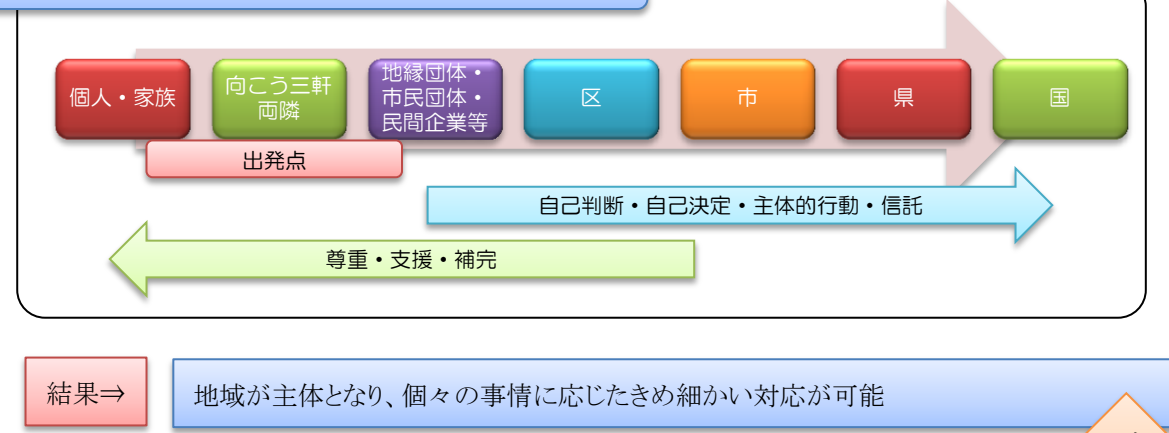 個人・家族
向こう三軒
両隣
地縁団体・
市民団体・
民間企業等
区
市
県
国
出発点
自己判断・自己決定・主体的行動・信託
尊重・支援・補完
結果⇒
地域が主体となり、個々の事情に応じたきめ細かい対応が可能